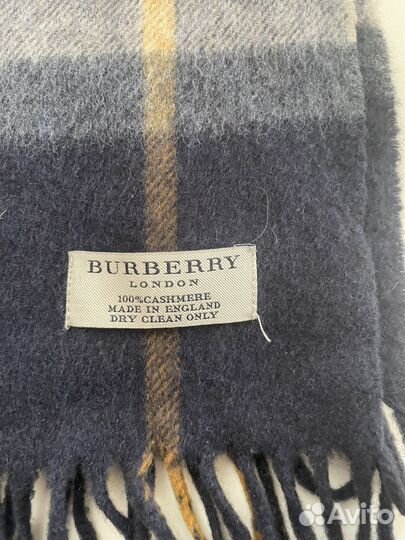 BURBERRY
LONDON
100%CASHMERE
MADE IN ENGLAND
DRY CLEAN ONLY
Avito